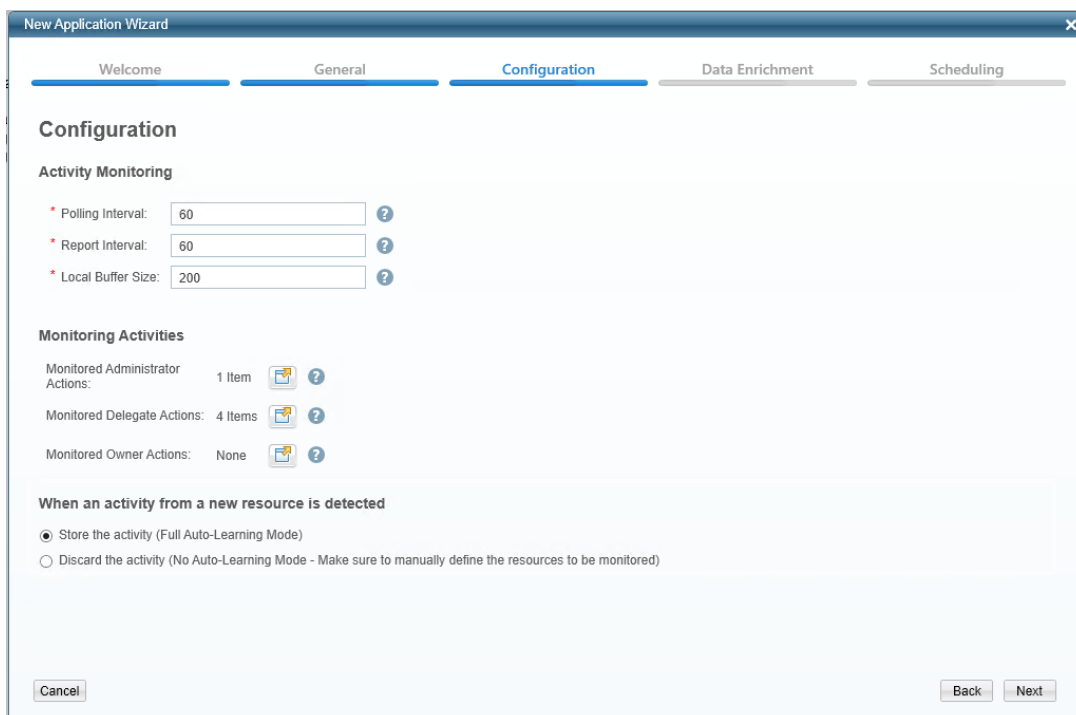 New Application Wizard
Welcome General Configuration Data Enrichment Scheduling
Configuration
Activity Monitoring
* Polling Interval: 60
* Report Interval: 60
* Local Buffer Size: 200
Monitoring Activities
Monitored Administrator
Actions: 1 Item
Monitored Delegate Actions: 4 Items
Monitored Owner Actions: None
When an activity from a new resource is detected
Store the activity (Full Auto-Learning Mode)
Discard the activity (No Auto-Learning Mode - Make sure to manually define the resources to be monitored)
Cancel Back Next